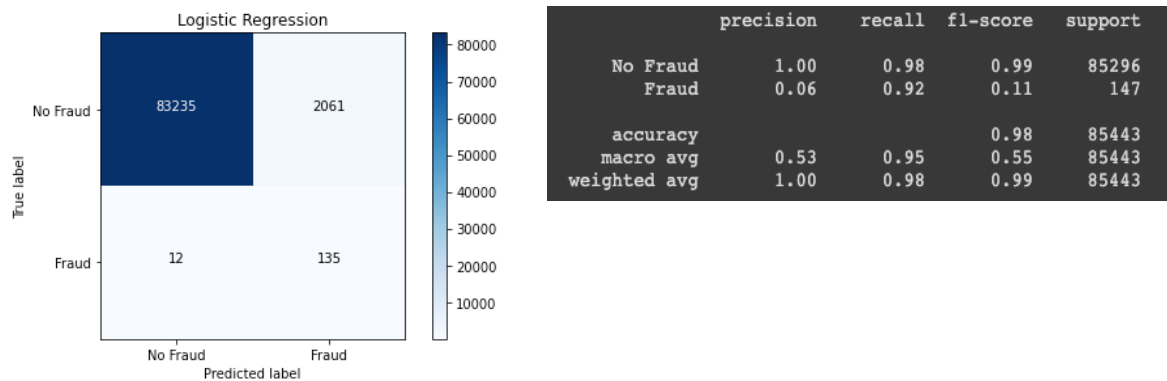 Logistic Regression
No Fraud
Fraud
True label
83235 2061
12 135
No Fraud Fraud
Predicted label
80000
70000
60000
50000
40000
30000
20000
10000
precision recall f1-score support
No Fraud 1.00 0.98 0.99 85296
Fraud 0.06 0.92 0.11 147
accuracy 0.98 85443
macro avg 0.53 0.95 0.55 85443
weighted avg 1.00 0.98 0.99 85443